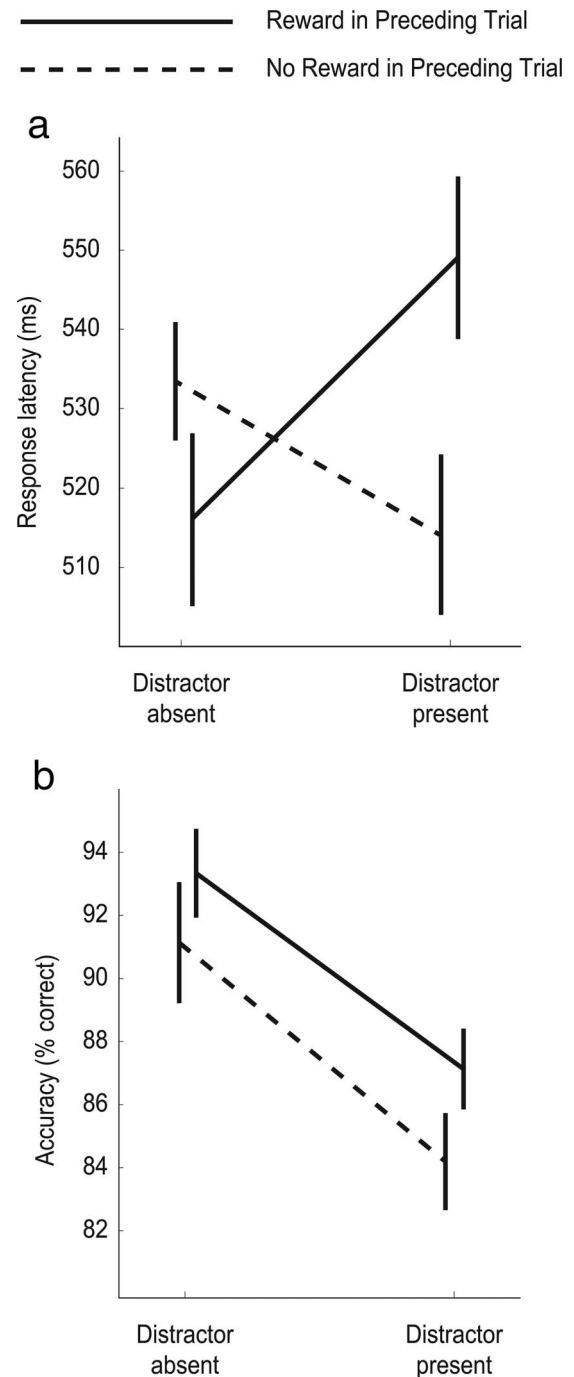 Reward in Preceding Trial
No Reward in Preceding Trial
a
560
550
540
530
520
510
Response latency (ms)
Distractor
absent
Distractor
present
b
94
92
90
88
86
84
82
Accuracy (% correct)
Distractor
absent
Distractor
present